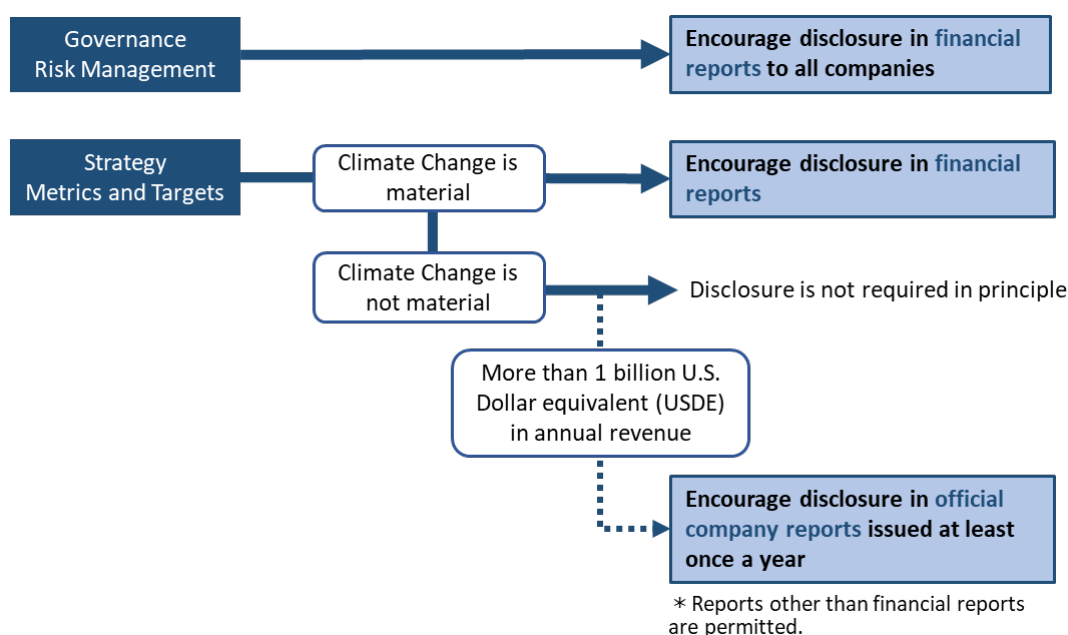 Governance
Risk Management
Encourage disclosure in financial
reports to all companies
Strategy
Metrics and Targets
Climate Change is
material
Encourage disclosure in financial
reports
Climate Change is
not material
Disclosure is not required in principle
More than 1 billion U.S.
Dollar equivalent (USDE)
in annual revenue
Encourage disclosure in official
company reports issued at least
once a year
* Reports other than financial reports
are permitted.